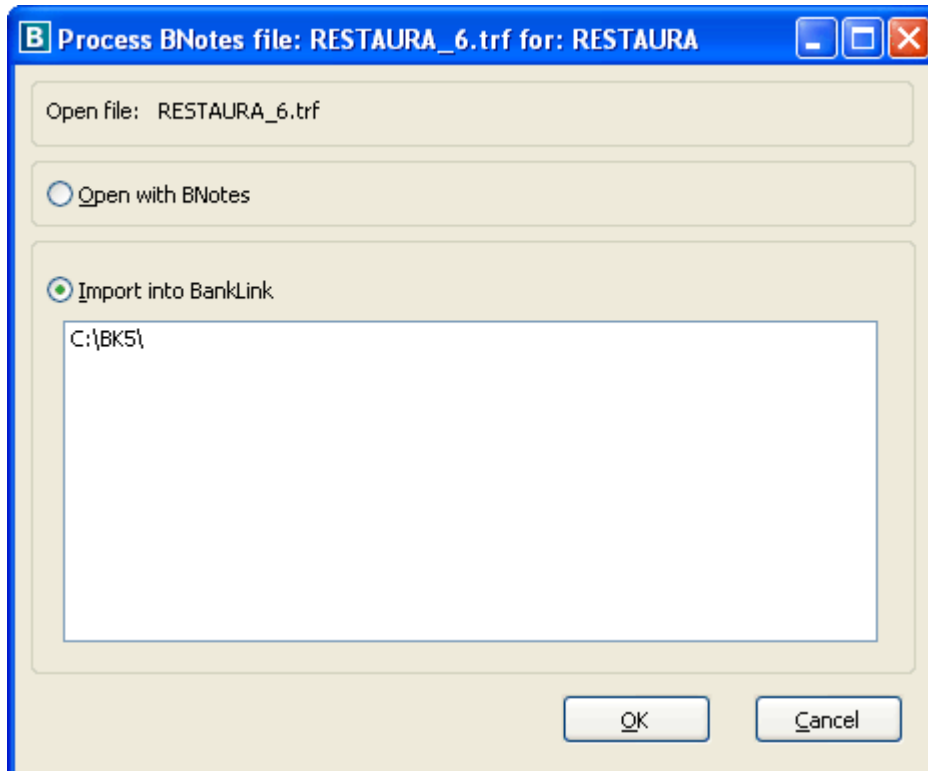 B Process BNotes file: RESTAURA_6.trf for: RESTAURA
Open file: RESTAURA_6.trf
Open with BNotes
Import into BankLink
C:\BK5\
OK Cancel